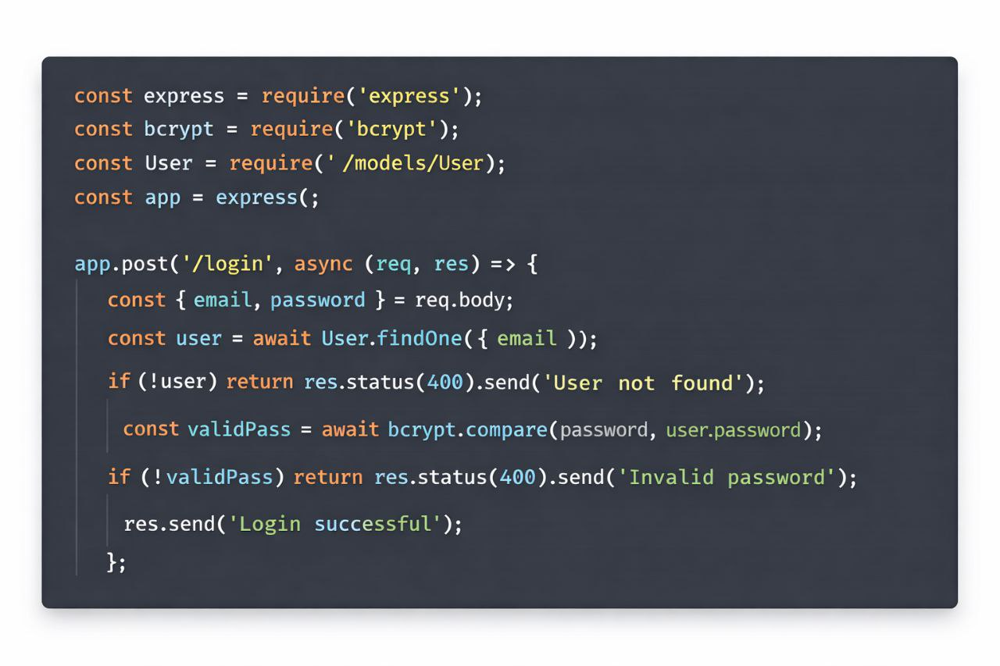 const express = require('express');
const bcrypt = require('bcrypt');
const User = require(' /models/User);
const app = express(;
app.post('/login', async (req, res) => {
const { email, password } = req.body;
const user = await User.findOne({ email ));
if (!user) return res.status(400).send('User not found');
const validPass = await bcrypt.compare(password, user.password);
if (!validPass) return res.status(400).send('Invalid password');
res.send('Login successful');
};